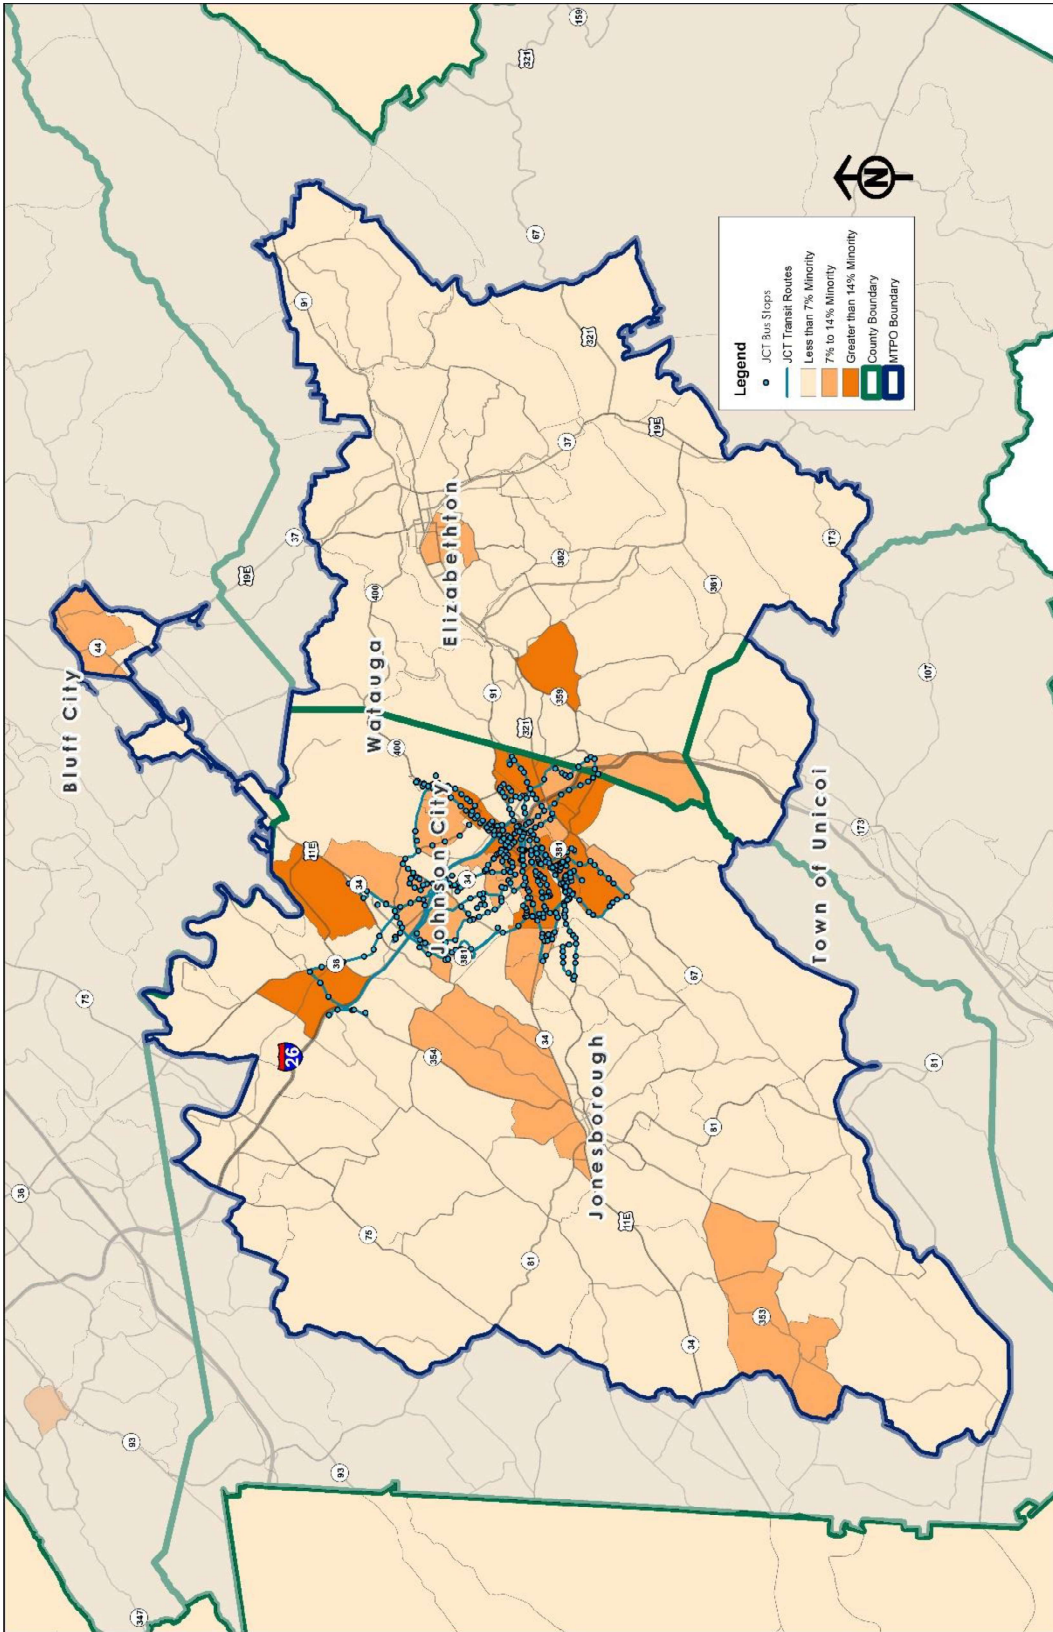 36
75
347
93
Bluff City
44
19E
26
37
91
11E
36
93
34
75
Watauga
400
400
354
Johnson City
Elizabethton
381
34
91
321
321
81
67
34
381
359
362
37
159
321
Jonesborough
11E
19E
34
67
81
361
353
Town of Unicoi
173
173
107
81
N
Legend
JCT Bus Stops
JCT Transit Routes
Less than 7% Minority
7% to 14% Minority
Greater than 14% Minority
County Boundary
MTPO Boundary